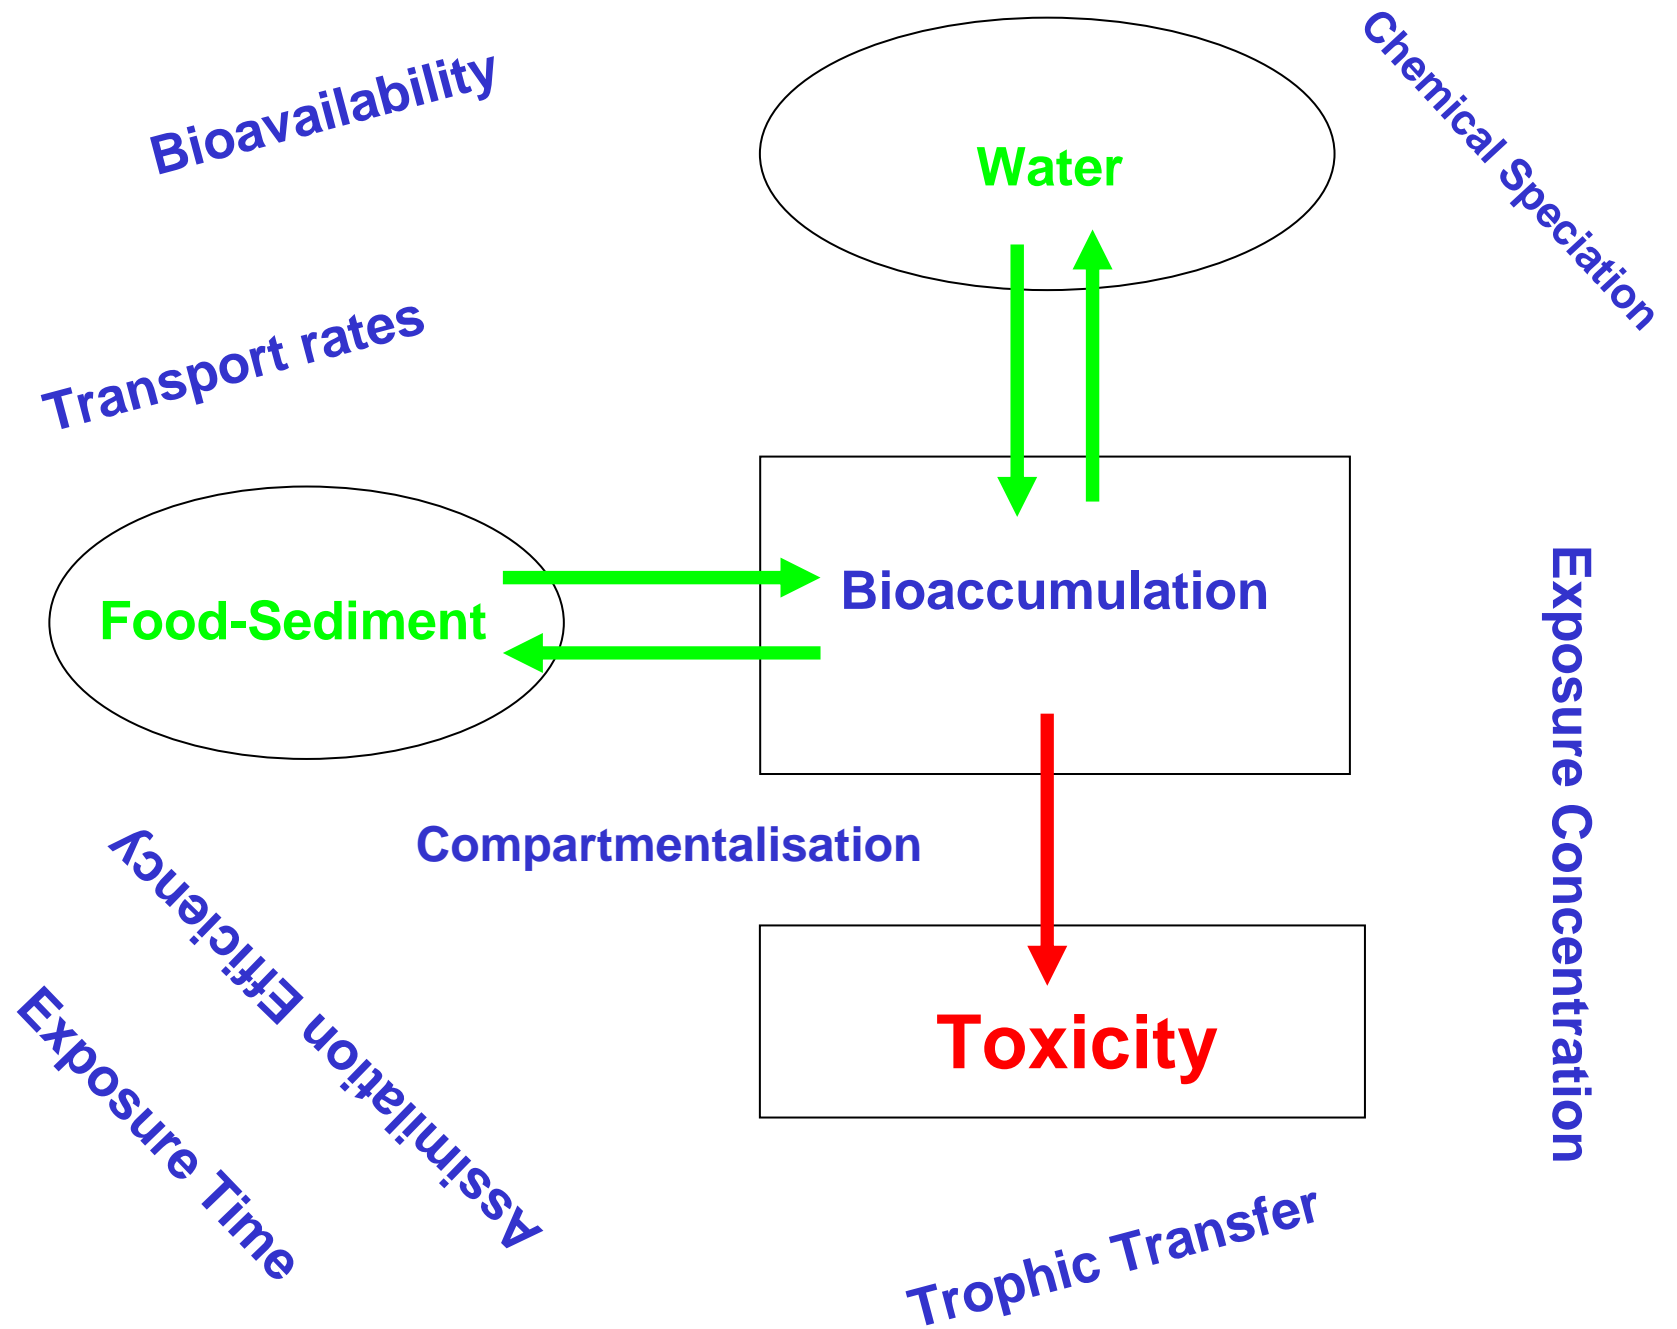 Bioavailability
Chemical Speciation
Water
Transport rates
Food-Sediment
Bioaccumulation
Exposure Concentration
Compartmentalisation
Assimilation Efficiency
Exposure Time
Toxicity
Trophic Transfer